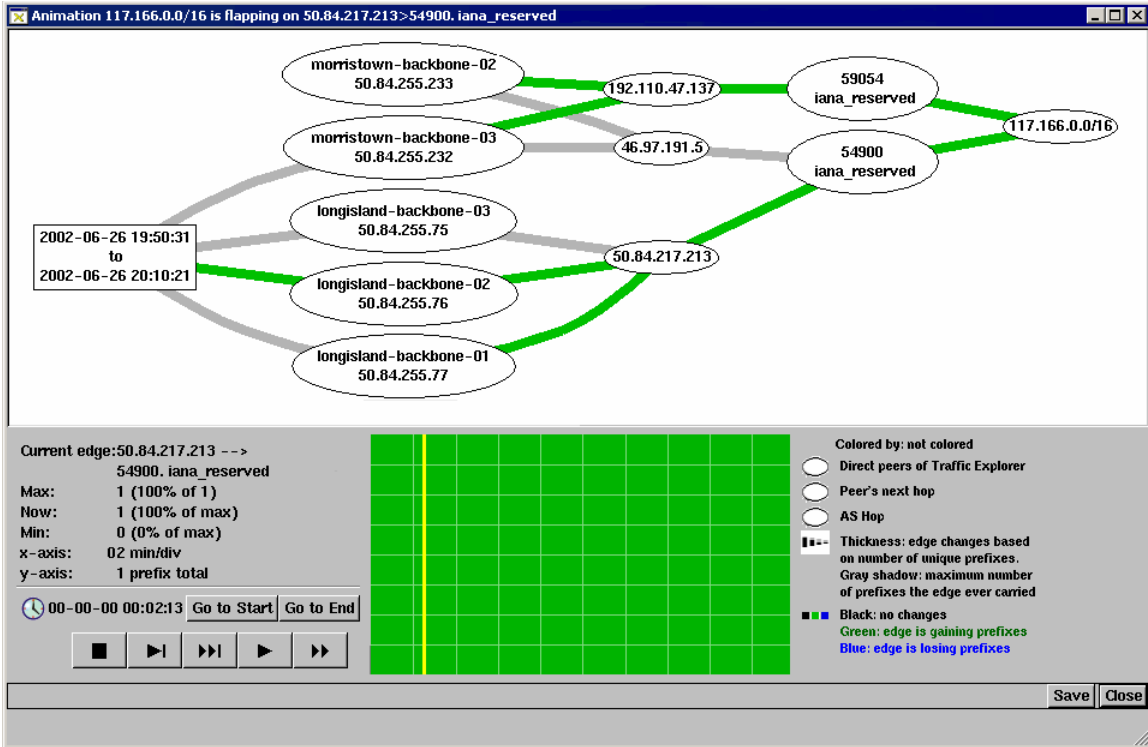 Animation 117.166.0.0/16 is flapping on 50.84.217.213>54900. iana_reserved
morristown-backbone-02
50.84.255.233
192.110.47.137
59054
iana_reserved
117.166.0.0/16
morristown-backbone-03
50.84.255.232
46.97.191.5
54900
iana_reserved
longisland-backbone-03
50.84.255.75
2002-06-26 19:50:31
to
2002-06-26 20:10:21
50.84.217.213
longisland-backbone-02
50.84.255.76
longisland-backbone-01
50.84.255.77
Current edge:50.84.217.213 -->
54900. iana_reserved
Max: 1 (100% of 1)
Now: 1 (100% of max)
Min: 0 (0% of max)
x-axis: 02 min/div
y-axis: 1 prefix total
00-00-00 00:02:13 Go to Start Go to End
Colored by: not colored
Direct peers of Traffic Explorer
Peer's next hop
AS Hop
Thickness: edge changes based
on number of unique prefixes.
Gray shadow: maximum number
of prefixes the edge ever carried
Black: no changes
Green: edge is gaining prefixes
Blue: edge is losing prefixes
Save Close